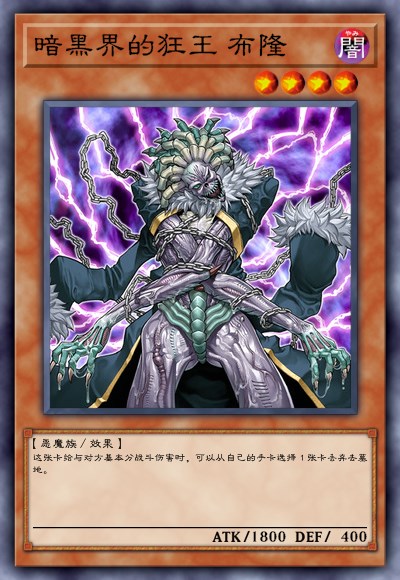 暗黑界的狂王 布隆
やみ
闇
【恶魔族／效果】
这张卡给与对方基本分战斗伤害时，可以从自己的手卡选择1张卡丢弃去墓
地。
ATK/1800 DEF/ 400